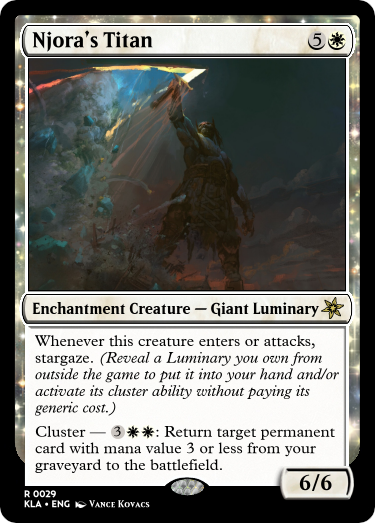 Njora's Titan 5
Enchantment Creature — Giant Luminary
Whenever this creature enters or attacks,
stargaze. (Reveal a Luminary you own from
outside the game to put it into your hand and/or
activate its cluster ability without paying its
generic cost.)
Cluster — 3: Return target permanent
card with mana value 3 or less from your
graveyard to the battlefield.
6/6
R 0029
KLA • ENG Vance Kovacs